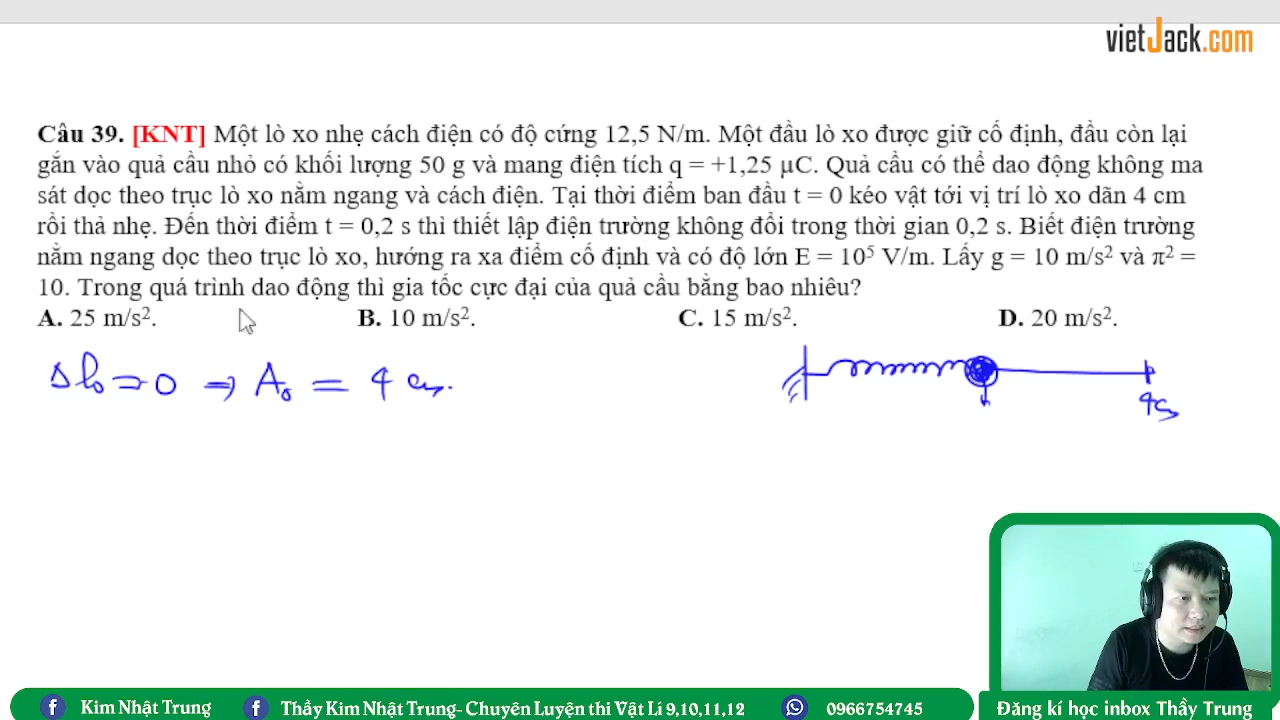 vietJack.com
Câu 39. [KNT] Một lò xo nhẹ cách điện có độ cứng 12,5 N/m. Một đầu lò xo được giữ cố định, đầu còn lại
gắn vào quả cầu nhỏ có khối lượng 50 g và mang điện tích q = +1,25 μC. Quả cầu có thể dao động không ma
sát dọc theo trục lò xo nằm ngang và cách điện. Tại thời điểm ban đầu t = 0 kéo vật tới vị trí lò xo dãn 4 cm
rồi thả nhẹ. Đến thời điểm t = 0,2 s thì thiết lập điện trường không đổi trong thời gian 0,2 s. Biết điện trường
nằm ngang dọc theo trục lò xo, hướng ra xa điểm cố định và có độ lớn E = 10⁵ V/m. Lấy g = 10 m/s² và π² =
10. Trong quá trình dao động thì gia tốc cực đại của quả cầu bằng bao nhiêu?
A. 25 m/s². B. 10 m/s². C. 15 m/s². D. 20 m/s².
Δl₀ = 0 ⇒ A₀ = 4 cm.
4cm
Kim Nhật Trung Thầy Kim Nhật Trung- Chuyên Luyện thi Vật Lí 9,10,11,12 0966754745 Đăng kí học inbox Thầy Trung